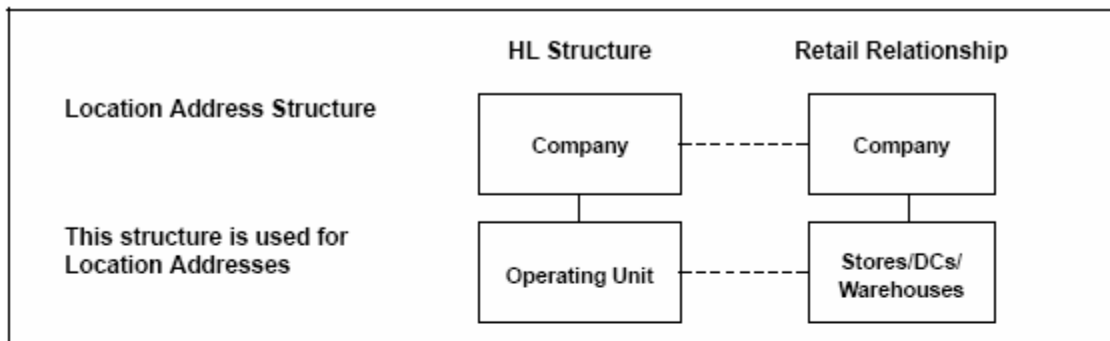 HL Structure
Retail Relationship
Location Address Structure
Company
Company
This structure is used for
Location Addresses
Operating Unit
Stores/DCs/
Warehouses